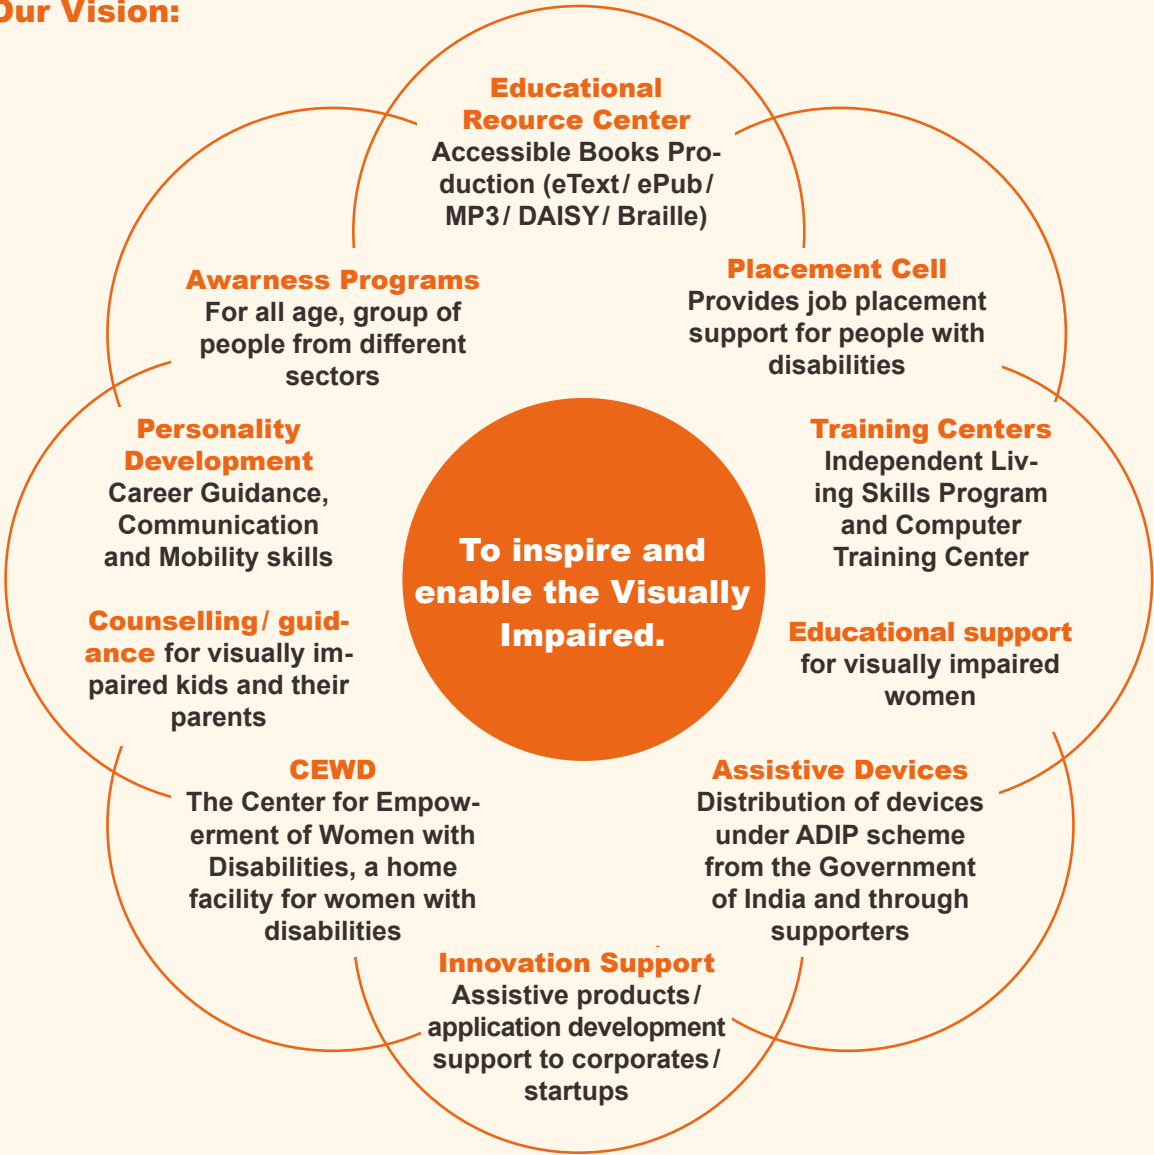 Our Vision:
Educational
Reource Center
Accessible Books Pro-
duction (eText / ePub /
MP3 / DAISY / Braille)
Placement Cell
Provides job placement
support for people with
disabilities
Training Centers
Independent Liv-
ing Skills Program
and Computer
Training Center
Educational support
for visually impaired
women
Assistive Devices
Distribution of devices
under ADIP scheme
from the Government
of India and through
supporters
Innovation Support
Assistive products /
application development
support to corporates /
startups
CEWD
The Center for Empow-
erment of Women with
Disabilities, a home
facility for women with
disabilities
Counselling / guid-
ance for visually im-
paired kids and their
parents
Personality
Development
Career Guidance,
Communication
and Mobility skills
Awarness Programs
For all age, group of
people from different
sectors
To inspire and
enable the Visually
Impaired.